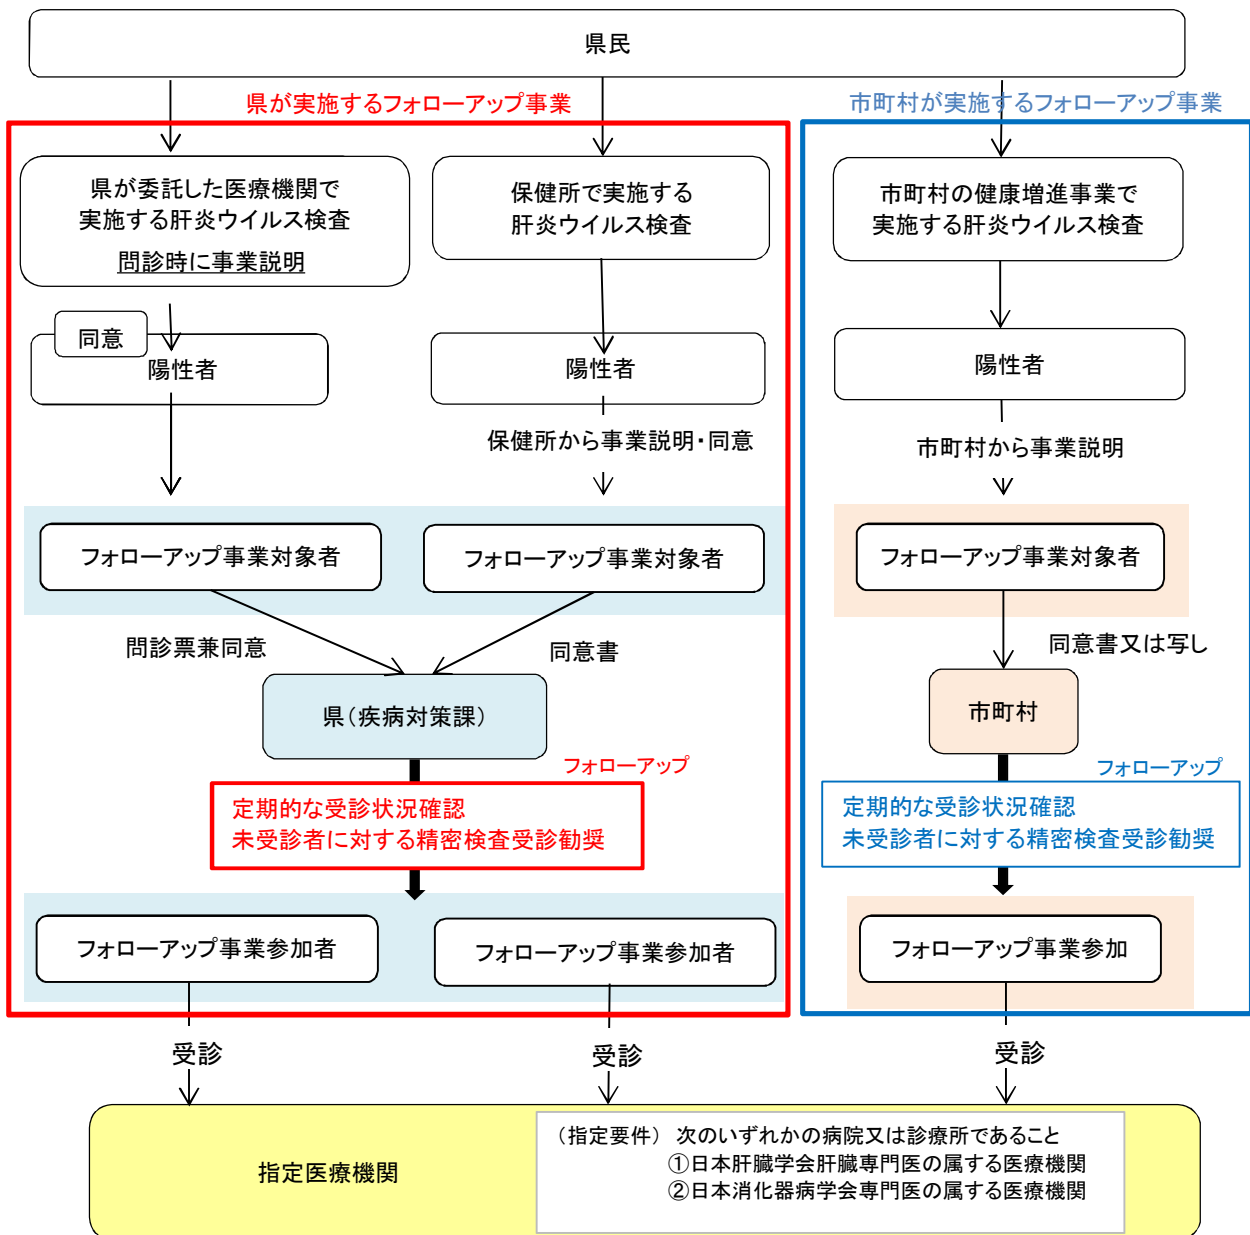 県民
県が実施するフォローアップ事業
市町村が実施するフォローアップ事業
県が委託した医療機関で
実施する肝炎ウイルス検査
問診時に事業説明
保健所で実施する
肝炎ウイルス検査
市町村の健康増進事業で
実施する肝炎ウイルス検査
同意
陽性者
陽性者
陽性者
保健所から事業説明・同意
市町村から事業説明
フォローアップ事業対象者
フォローアップ事業対象者
フォローアップ事業対象者
問診票兼同意
同意書
同意書又は写し
県（疾病対策課）
市町村
フォローアップ
フォローアップ
定期的な受診状況確認
未受診者に対する精密検査受診勧奨
定期的な受診状況確認
未受診者に対する精密検査受診勧奨
フォローアップ事業参加者
フォローアップ事業参加者
フォローアップ事業参加
受診
受診
受診
指定医療機関
（指定要件）　次のいずれかの病院又は診療所であること
①日本肝臓学会肝臓専門医の属する医療機関
②日本消化器病学会専門医の属する医療機関